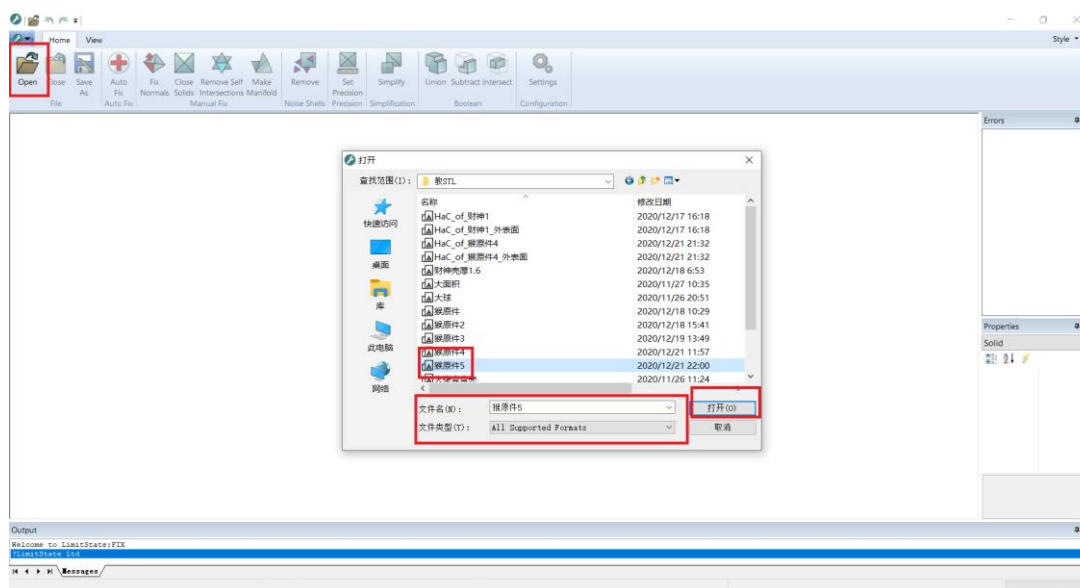 Home View Style
Open Close Save As Auto Fix Fix Normals Close Solids Remove Self Intersections Make Manifold Remove Set Precision Simplify Union Subtract Intersect Settings
File Auto Fix Manual Fix Noise Shells Precision Simplification Boolean Configuration
Errors
打开
查找范围(I): 教STL
名称 修改日期
快速访问
桌面
库
此电脑
网络
HaC_of_财神1 2020/12/17 16:18
HaC_of_财神1_外表面 2020/12/17 16:18
HaC_of_猴原件4 2020/12/21 21:32
HaC_of_猴原件4_外表面 2020/12/21 21:32
财神壳厚1.6 2020/12/18 6:53
大面积 2020/11/27 10:35
大球 2020/11/26 20:51
猴原件 2020/12/18 10:29
猴原件2 2020/12/18 15:41
猴原件3 2020/12/19 13:49
猴原件4 2020/12/21 11:57
猴原件5 2020/12/21 22:00
2020/11/26 11:24
文件名(N): 猴原件5 打开(O)
文件类型(T): All Supported Formats 取消
Properties
Solid
Output
Welcome to LimitState:FIX
?LimitState Ltd
Messages